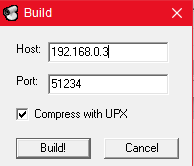 Build
Host: 192.168.0.3
Port: 51234
Compress with UPX
Build! Cancel